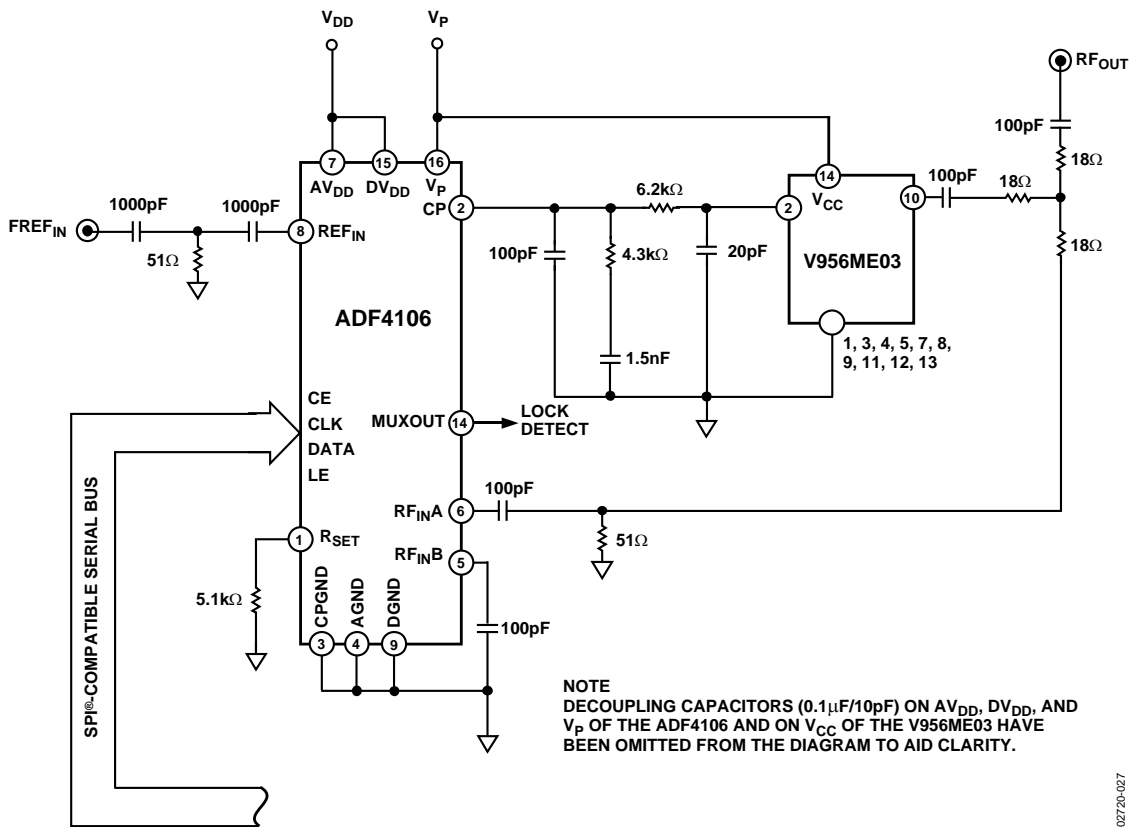 VDD
VP
RFOUT
100pF
18Ω
7
15
16
AVDD
DVDD
VP
CP
2
6.2kΩ
14
VCC
2
10
100pF
18Ω
18Ω
1000pF
1000pF
FREFIN
8
REFIN
51Ω
100pF
4.3kΩ
20pF
V956ME03
ADF4106
1.5nF
1, 3, 4, 5, 7, 8,
9, 11, 12, 13
CE
CLK
DATA
LE
MUXOUT
14
LOCK
DETECT
SPI®-COMPATIBLE SERIAL BUS
100pF
RFINA
6
51Ω
1
RSET
RFINB
5
5.1kΩ
CPGND
AGND
DGND
3
4
9
100pF
NOTE
DECOUPLING CAPACITORS (0.1µF/10pF) ON AVDD, DVDD, AND
VP OF THE ADF4106 AND ON VCC OF THE V956ME03 HAVE
BEEN OMITTED FROM THE DIAGRAM TO AID CLARITY.
02720-027